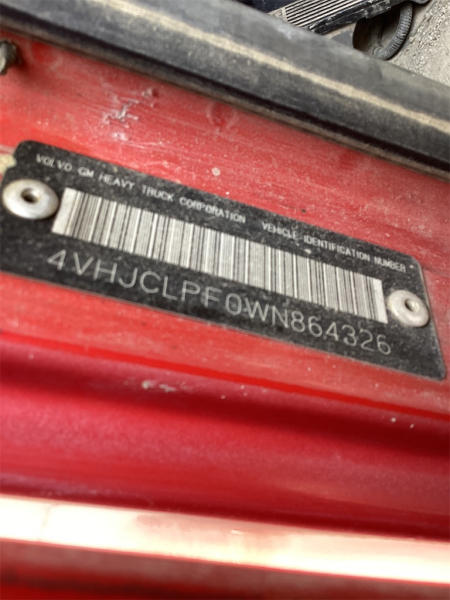 VOLVO GM HEAVY TRUCK CORPORATION VEHICLE IDENTIFICATION NUMBER
4VHJCLPF0WN864326